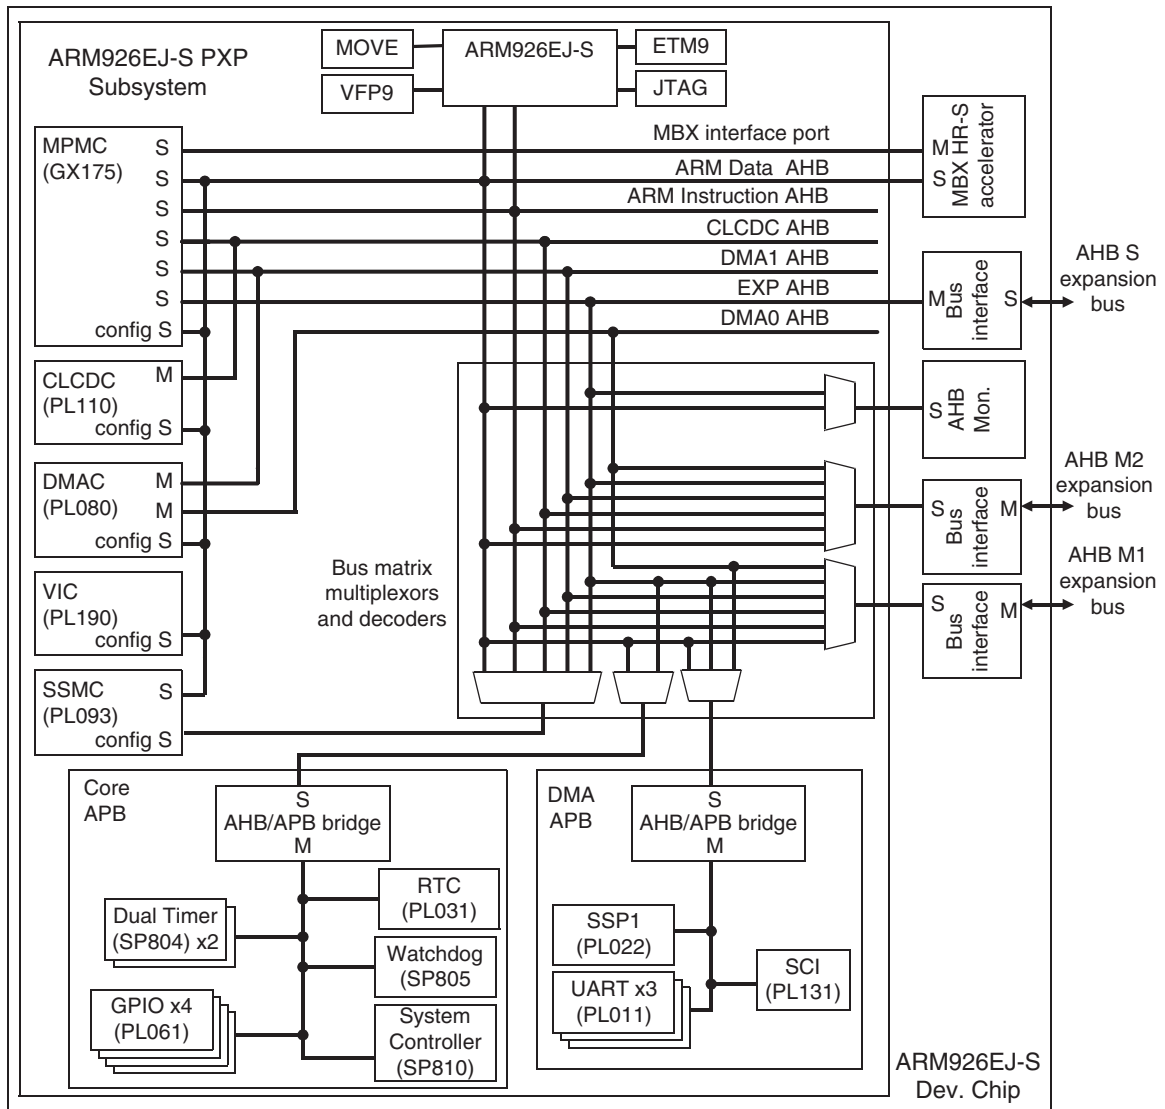 ARM926EJ-S PXP
Subsystem
MOVE
VFP9
ARM926EJ-S
ETM9
JTAG
MPMC
(GX175)
S
S
S
S
S
S
config S
MBX interface port
ARM Data AHB
ARM Instruction AHB
CLCDC AHB
DMA1 AHB
EXP AHB
DMA0 AHB
M
S
MBX HR-S
accelerator
M
Bus
interface
S
AHB S
expansion
bus
CLCDC
(PL110)
M
config S
S
AHB
Mon.
DMAC
(PL080)
M
M
config S
S
Bus
interface
M
AHB M2
expansion
bus
VIC
(PL190)
config S
Bus matrix
multiplexors
and decoders
S
Bus
interface
M
AHB M1
expansion
bus
SSMC
(PL093)
S
config S
Core
APB
S
AHB/APB bridge
M
Dual Timer
(SP804) x2
GPIO x4
(PL061)
RTC
(PL031)
Watchdog
(SP805
System
Controller
(SP810)
DMA
APB
S
AHB/APB bridge
M
SSP1
(PL022)
UART x3
(PL011)
SCI
(PL131)
ARM926EJ-S
Dev. Chip